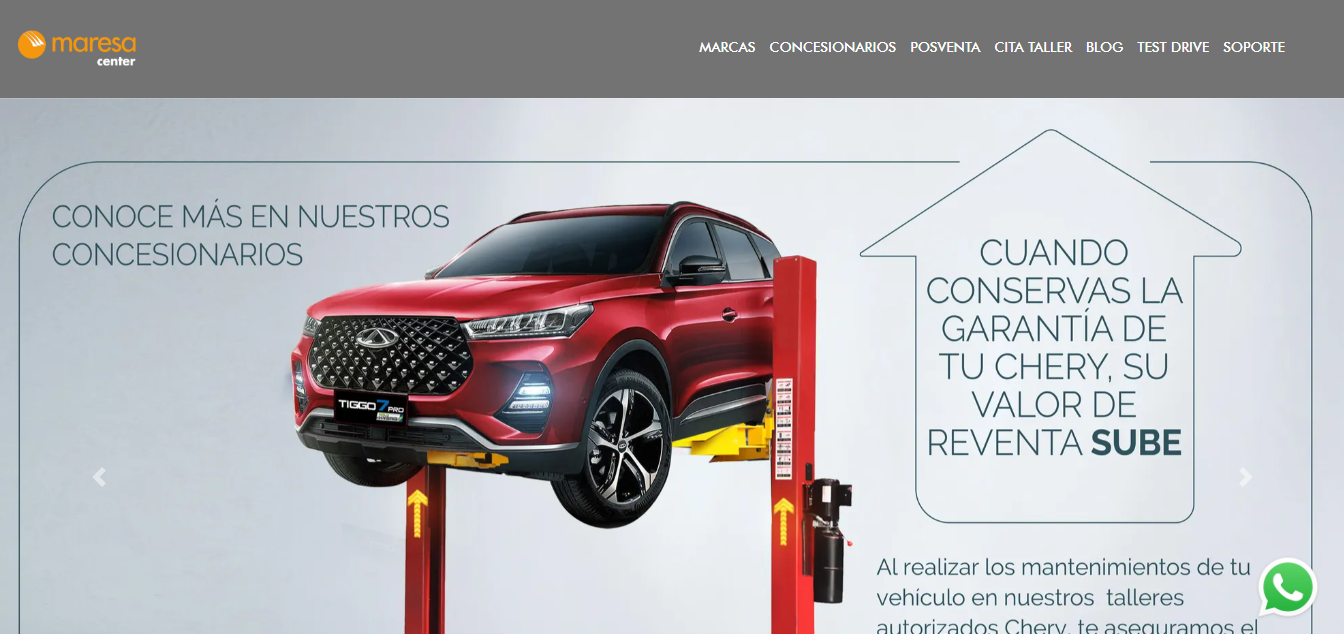 maresa
center
MARCAS CONCESIONARIOS POSVENTA CITA TALLER BLOG TEST DRIVE SOPORTE
CONOCE MÁS EN NUESTROS
CONCESIONARIOS
CUANDO
CONSERVAS LA
GARANTÍA DE
TU CHERY, SU
VALOR DE
REVENTA SUBE
TIGGO 7 PRO
Al realizar los mantenimientos de tu
vehículo en nuestros talleres
autorizados Chery, te aseguramos el